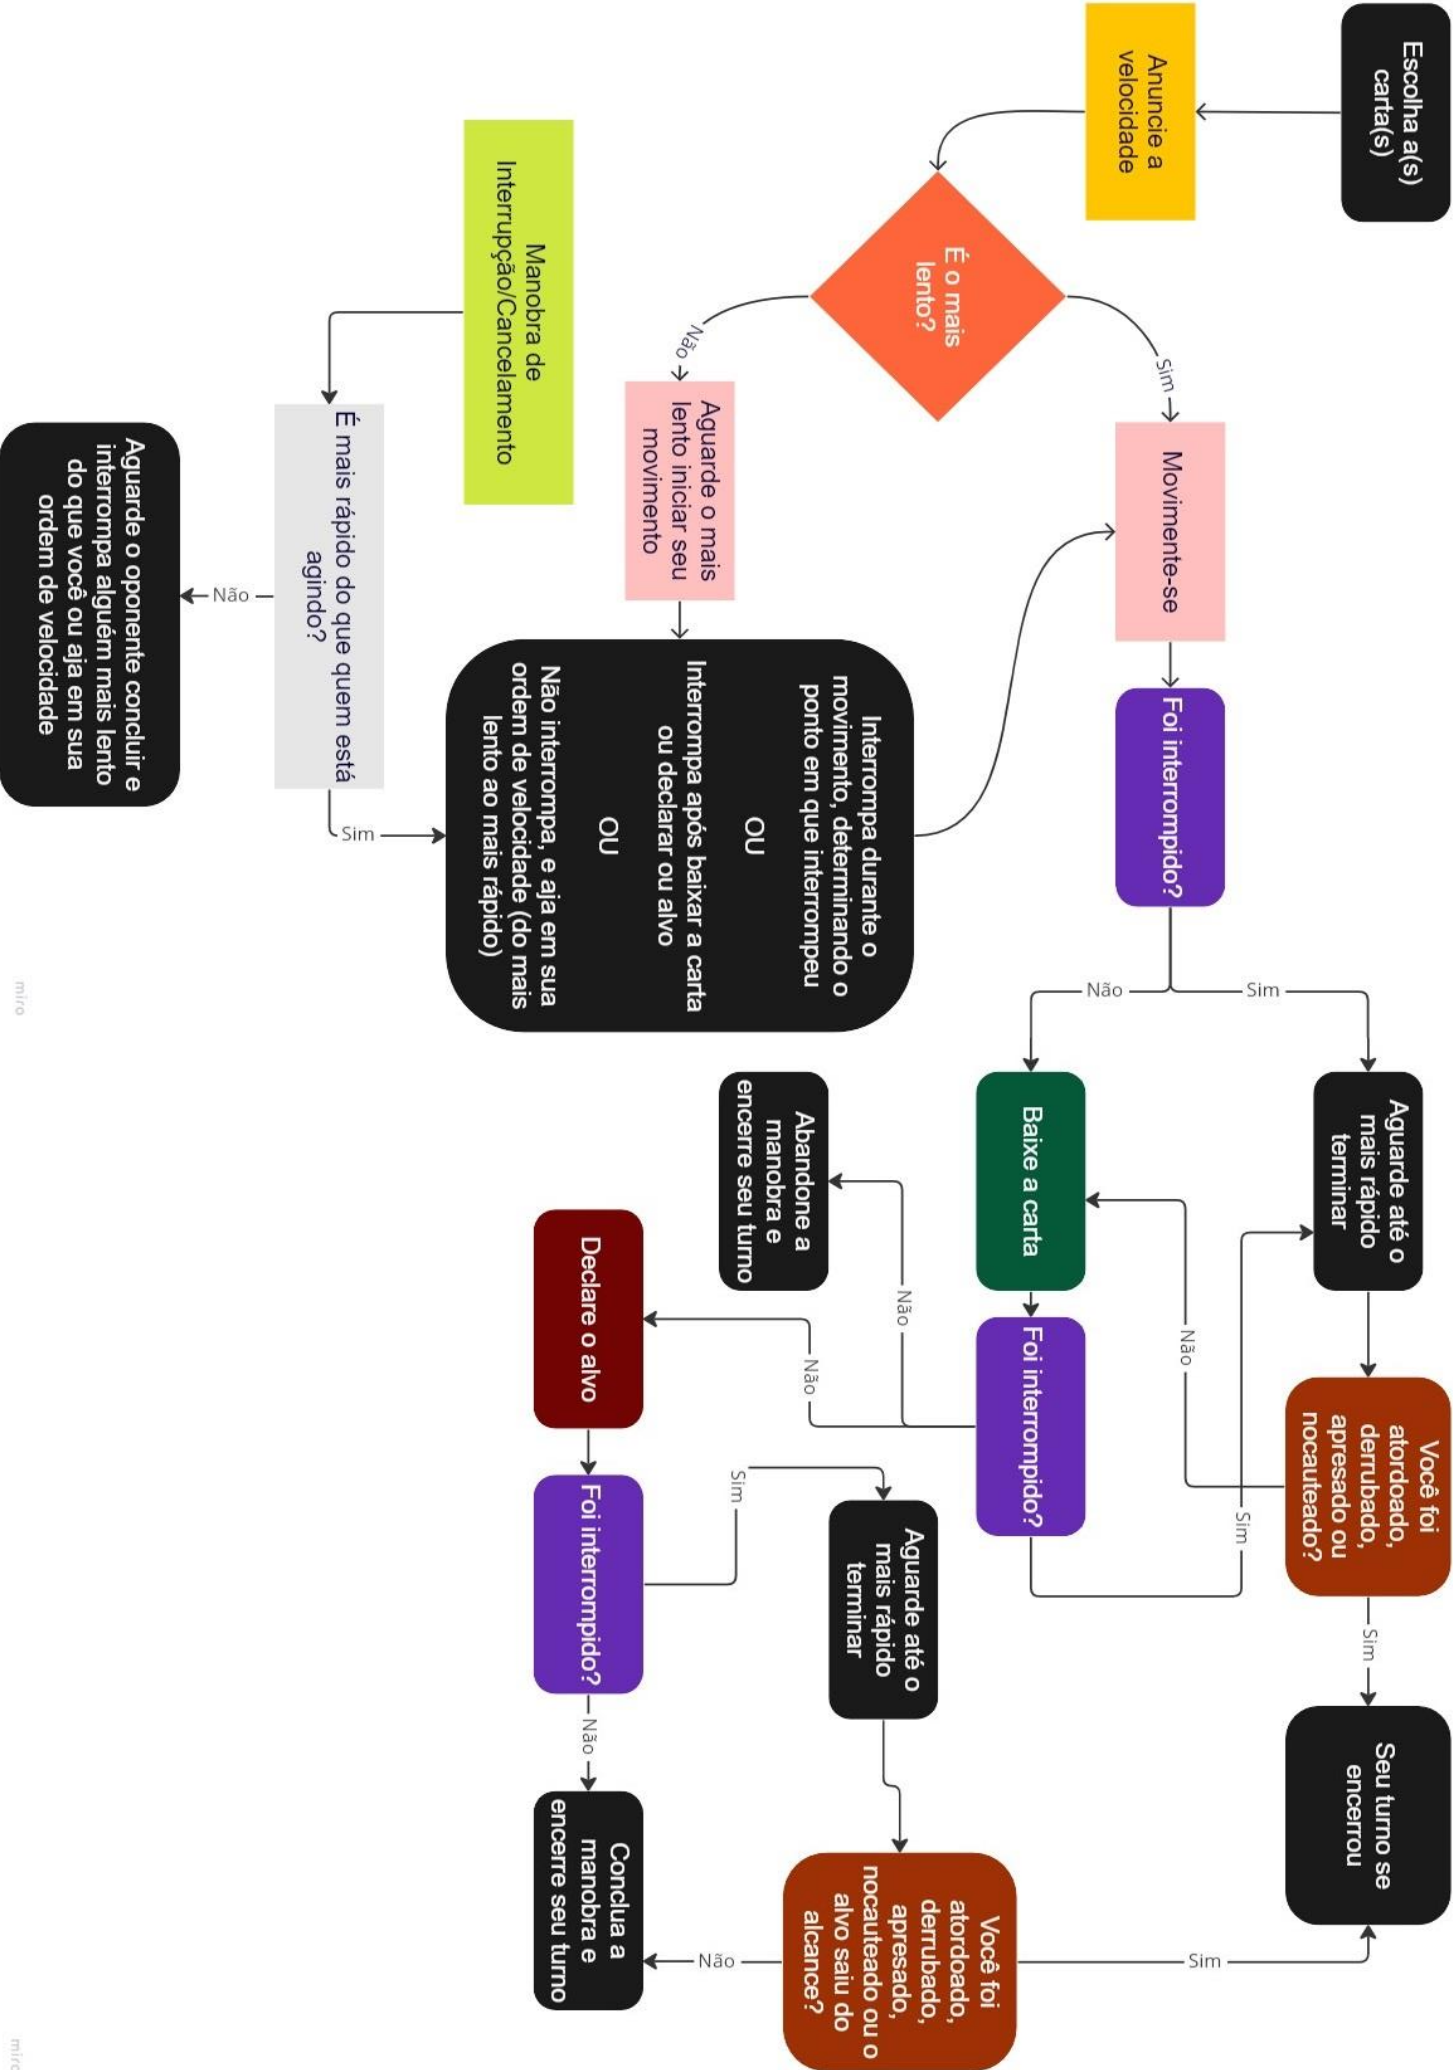 Escolha a(s)
carta(s)
Anuncie a
velocidade
É o mais
lento?
Sim
Não
Movimente-se
Aguarde o mais
lento iniciar seu
movimento
Foi interrompido?
Sim
Não
Interrompa durante o
movimento, determinando o
ponto em que interrompeu
OU
Interrompa após baixar a carta
ou declarar ou alvo
OU
Não interrompa, e aja em sua
ordem de velocidade (do mais
lento ao mais rápido)
Manobra de
Interrupção/Cancelamento
É mais rápido do que quem está
agindo?
Sim
Não
Aguarde o oponente concluir e
interrompa alguém mais lento
do que você ou aja em sua
ordem de velocidade
Aguarde até o
mais rápido
terminar
Você foi
atordoado,
derrubado,
apresado ou
nocauteado?
Sim
Não
Seu turno se
encerrou
Baixe a carta
Foi interrompido?
Sim
Não
Não
Abandone a
manobra e
encerre seu turno
Declare o alvo
Foi interrompido?
Sim
Não
Aguarde até o
mais rápido
terminar
Você foi
atordoado,
derrubado,
apresado,
nocauteado ou o
alvo saiu do
alcance?
Sim
Não
Conclua a
manobra e
encerre seu turno
miro
miro